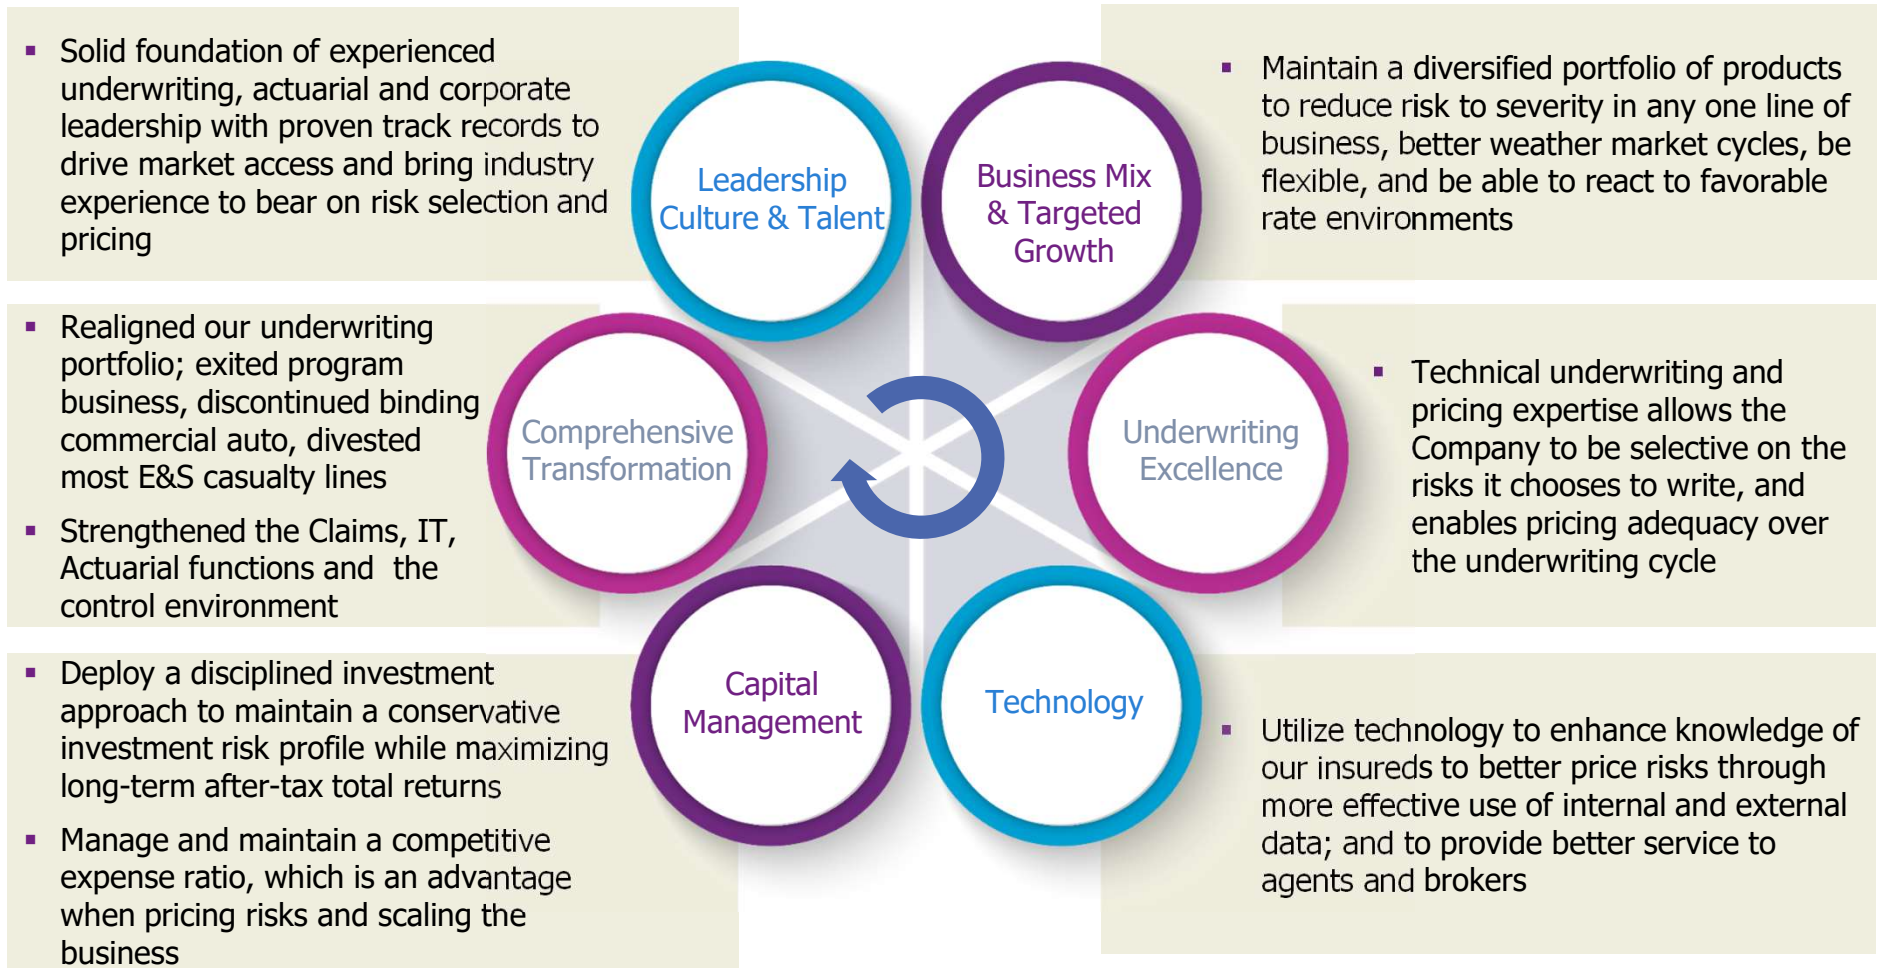 ▪ Solid foundation of experienced
underwriting, actuarial and corporate
leadership with proven track records to
drive market access and bring industry
experience to bear on risk selection and
pricing
Leadership
Culture & Talent
Business Mix
& Targeted
Growth
▪ Maintain a diversified portfolio of products
to reduce risk to severity in any one line of
business, better weather market cycles, be
flexible, and be able to react to favorable
rate environments
▪ Realigned our underwriting
portfolio; exited program
business, discontinued binding
commercial auto, divested
most E&S casualty lines
▪ Strengthened the Claims, IT,
Actuarial functions and  the
control environment
Comprehensive
Transformation
Underwriting
Excellence
▪ Technical underwriting and
pricing expertise allows the
Company to be selective on the
risks it chooses to write, and
enables pricing adequacy over
the underwriting cycle
▪ Deploy a disciplined investment
approach to maintain a conservative
investment risk profile while maximizing
long-term after-tax total returns
▪ Manage and maintain a competitive
expense ratio, which is an advantage
when pricing risks and scaling the
business
Capital
Management
Technology
▪ Utilize technology to enhance knowledge of
our insureds to better price risks through
more effective use of internal and external
data; and to provide better service to
agents and brokers